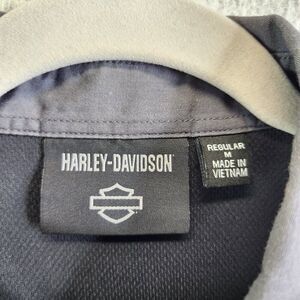 HARLEY-DAVIDSON
REGULAR
M
MADE IN
VIETNAM